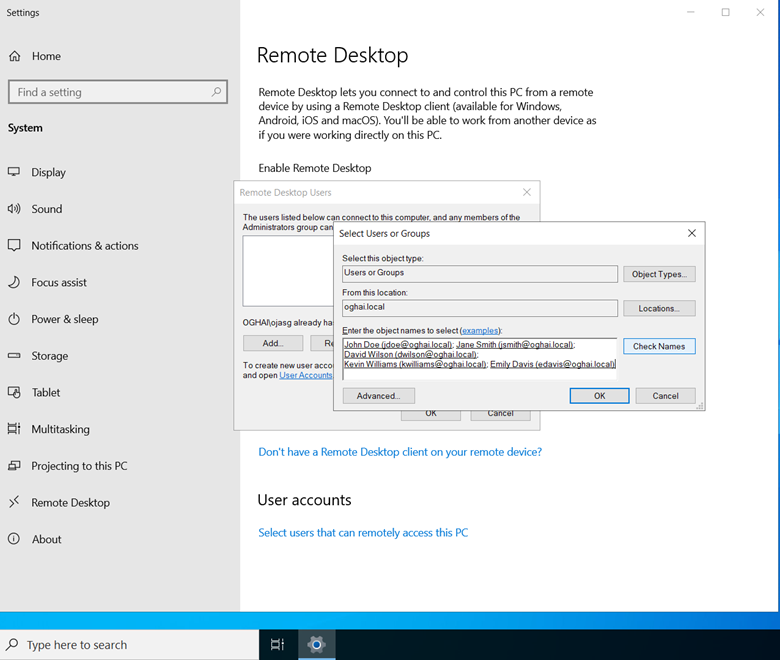 Settings
Home
Find a setting
System
Display
Sound
Notifications & actions
Focus assist
Power & sleep
Storage
Tablet
Multitasking
Projecting to this PC
Remote Desktop
About
Remote Desktop
Remote Desktop lets you connect to and control this PC from a remote
device by using a Remote Desktop client (available for Windows,
Android, iOS and macOS). You'll be able to work from another device as
if you were working directly on this PC.
Enable Remote Desktop
Remote Desktop Users
The users listed below can connect to this computer, and any members of the
Administrators group can
OGHAI\ojasg already ha
Add...
Re
To create new user acco
and open User Accounts
OK
Cancel
Select Users or Groups
Select this object type:
Users or Groups
Object Types...
From this location:
oghai.local
Locations...
Enter the object names to select (examples):
John Doe (jdoe@oghai.local); Jane Smith (jsmith@oghai.local);
David Wilson (dwilson@oghai.local);
Kevin Williams (kwilliams@oghai.local); Emily Davis (edavis@oghai.local)
Check Names
Advanced...
OK
Cancel
Don't have a Remote Desktop client on your remote device?
User accounts
Select users that can remotely access this PC
Type here to search